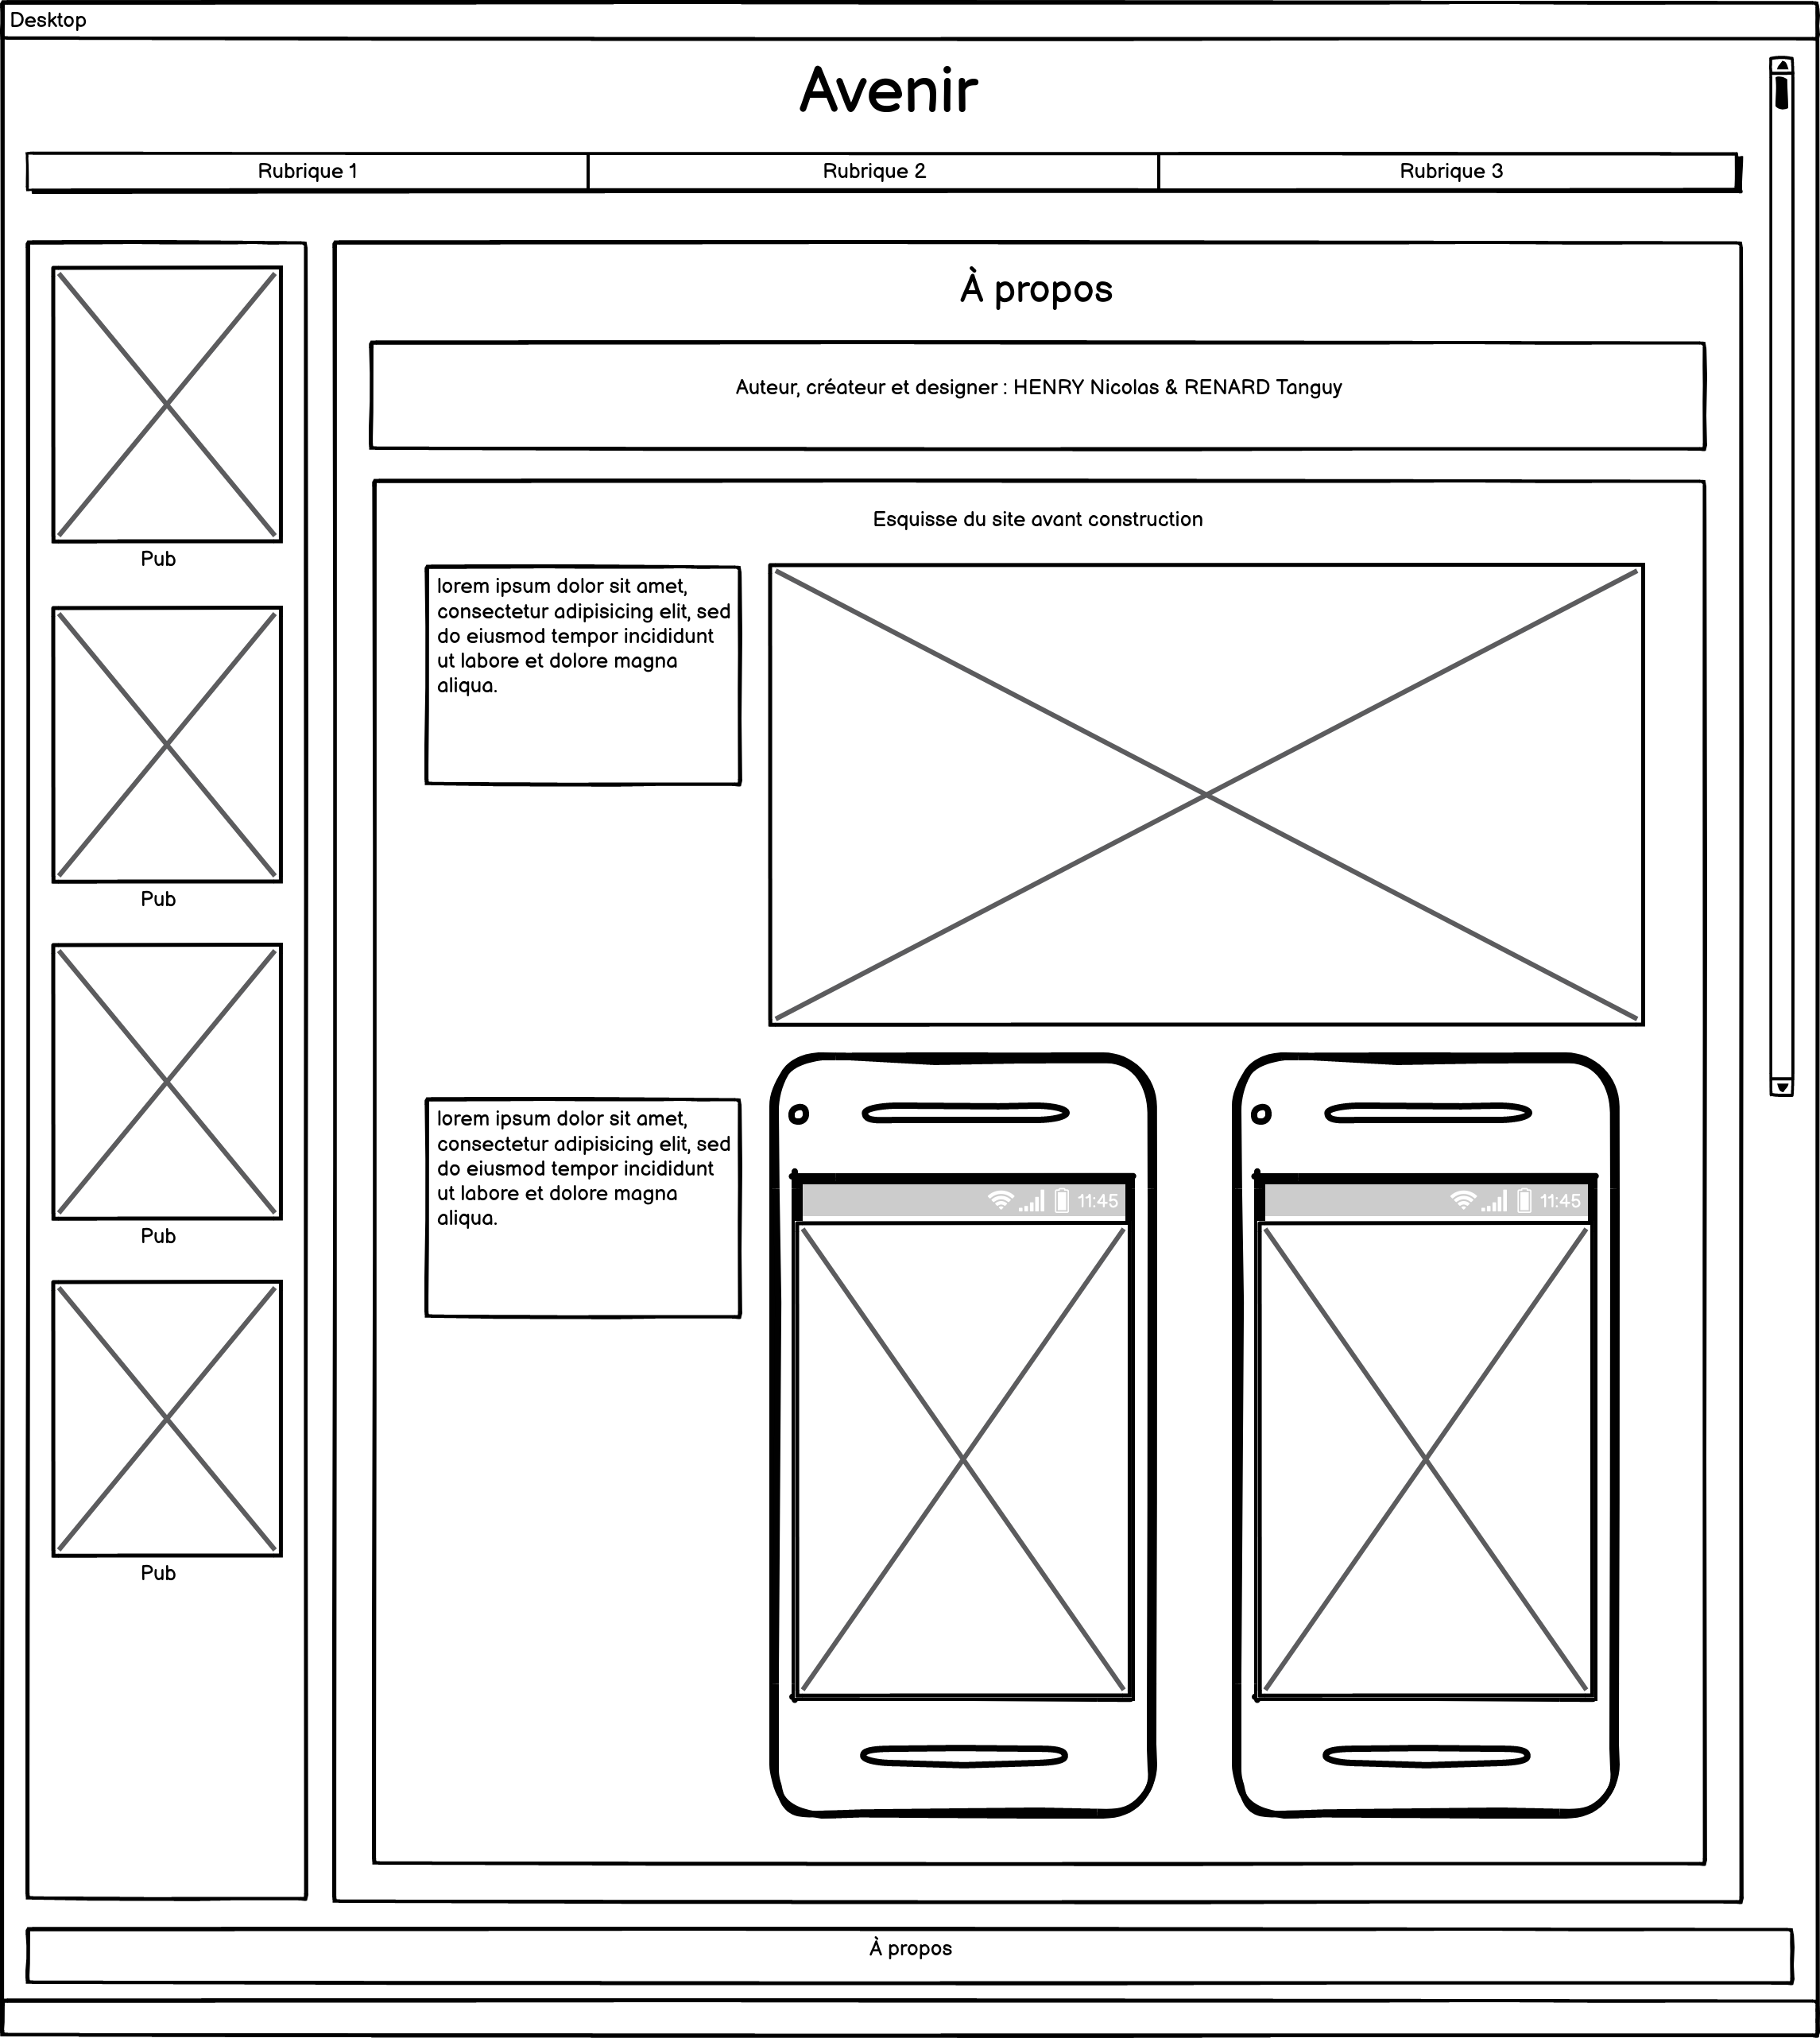 Desktop
Avenir
Rubrique 1
Rubrique 2
Rubrique 3
Pub
Pub
Pub
Pub
À propos
Auteur, créateur et designer : HENRY Nicolas & RENARD Tanguy
Esquisse du site avant construction
lorem ipsum dolor sit amet,
consectetur adipisicing elit, sed
do eiusmod tempor incididunt
ut labore et dolore magna
aliqua.
lorem ipsum dolor sit amet,
consectetur adipisicing elit, sed
do eiusmod tempor incididunt
ut labore et dolore magna
aliqua.
11:45
11:45
À propos